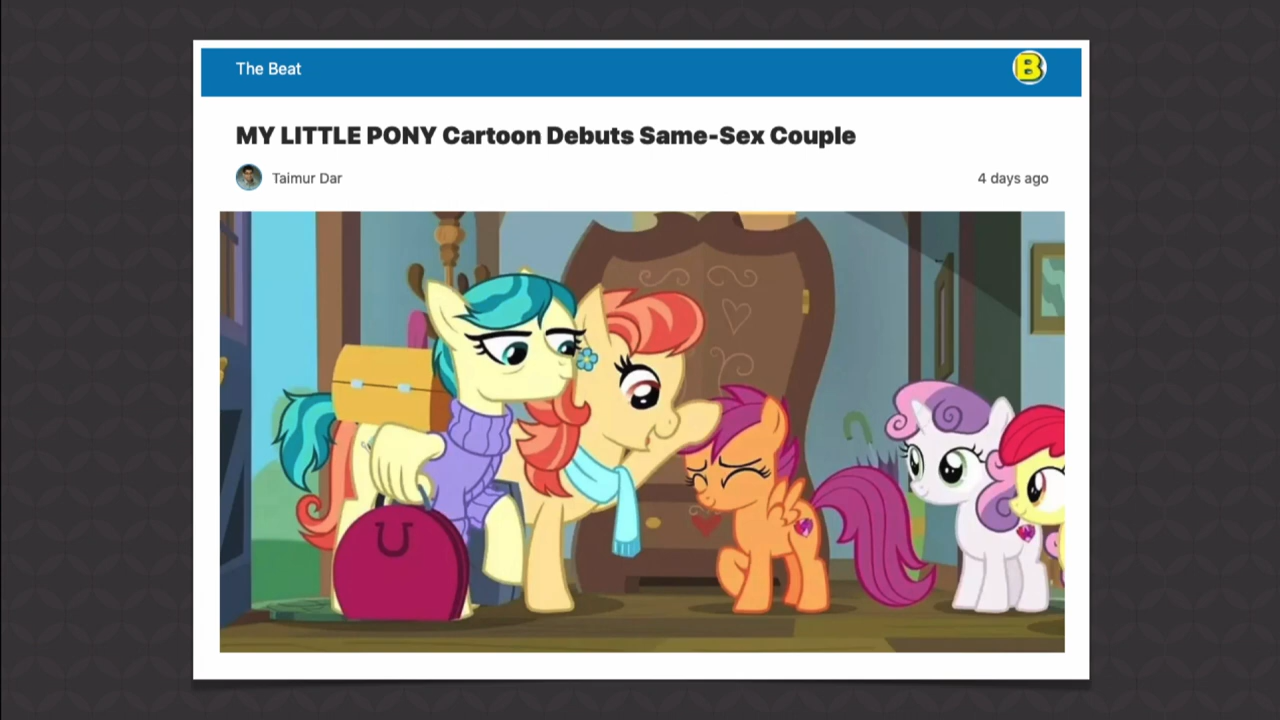 The Beat
B
MY LITTLE PONY Cartoon Debuts Same-Sex Couple
Taimur Dar
4 days ago